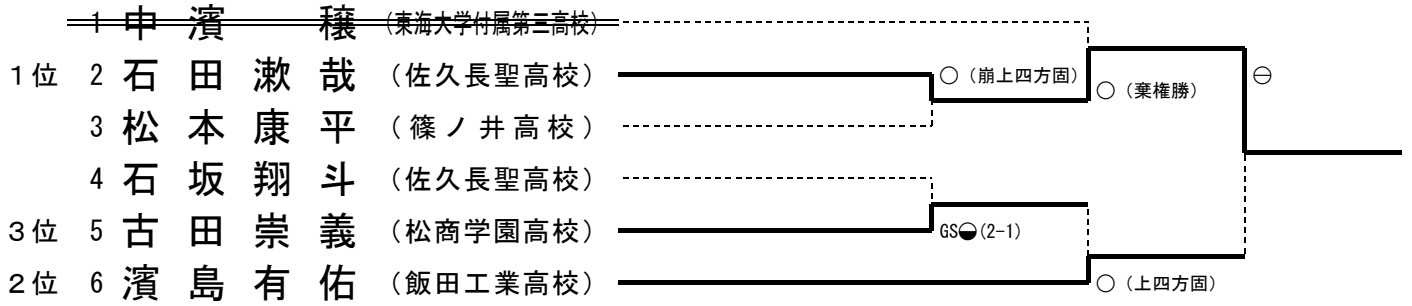 1 中濱 穣 (東海大学付属第三高校)
1位 2 石田漱哉 (佐久長聖高校)
○(崩上四方固)
○(棄権勝)
⊖
3 松本康平 (篠ノ井高校)
4 石坂翔斗 (佐久長聖高校)
3位 5 古田崇義 (松商学園高校)
GS◒(2-1)
2位 6 濱島有佑 (飯田工業高校)
○(上四方固)